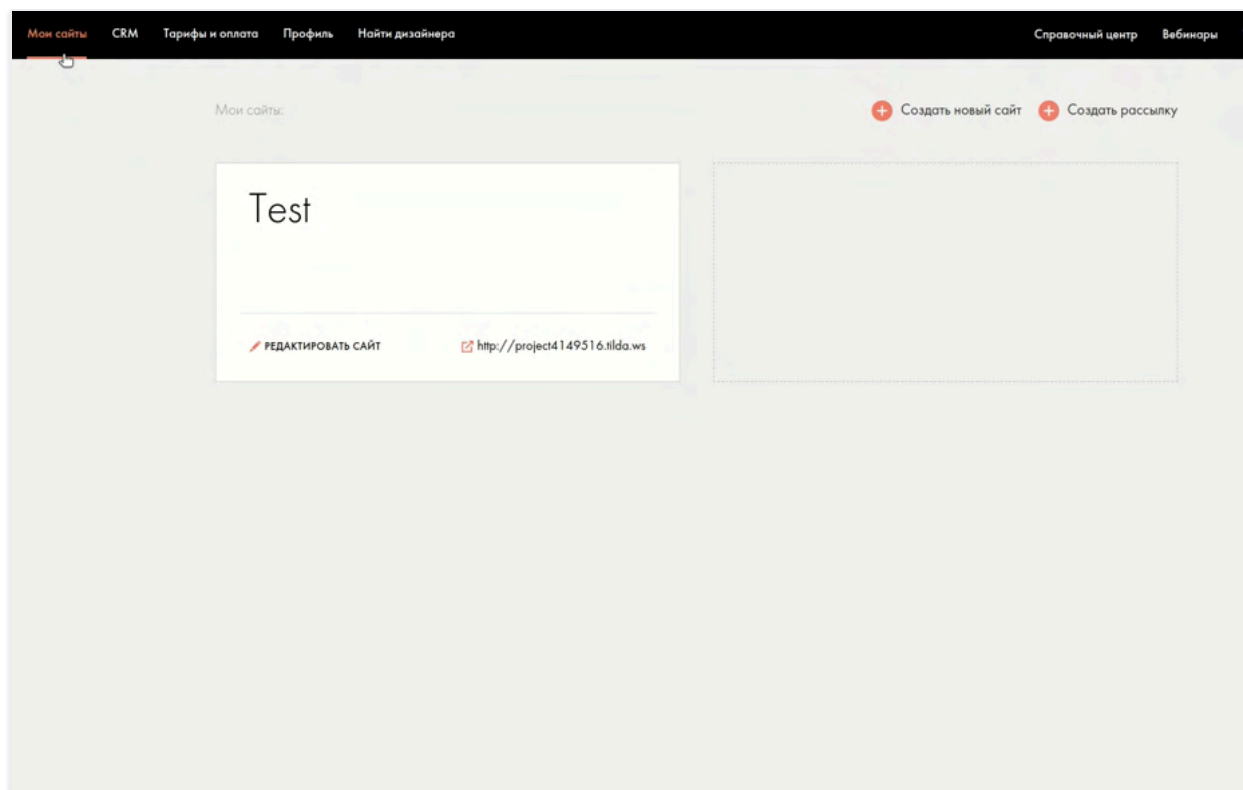 Мои сайты CRM Тарифы и оплата Профиль Найти дизайнера Справочный центр Вебинары
Мои сайты: Создать новый сайт Создать рассылку
Test
РЕДАКТИРОВАТЬ САЙТ http://project4149516.tilda.ws